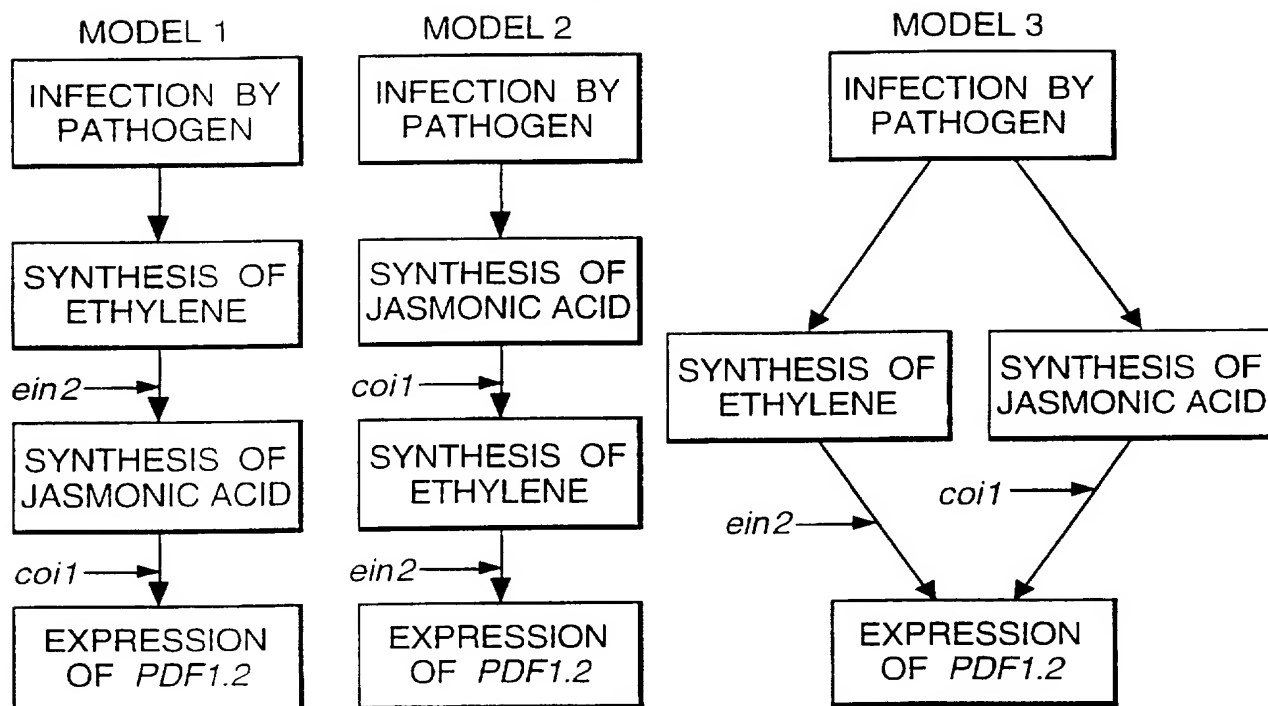 MODEL 1
INFECTION BY
PATHOGEN
SYNTHESIS OF
ETHYLENE
ein2
SYNTHESIS OF
JASMONIC ACID
coi1
EXPRESSION
OF PDF1.2
MODEL 2
INFECTION BY
PATHOGEN
SYNTHESIS OF
JASMONIC ACID
coi1
SYNTHESIS OF
ETHYLENE
ein2
EXPRESSION
OF PDF1.2
MODEL 3
INFECTION BY
PATHOGEN
SYNTHESIS OF
ETHYLENE
SYNTHESIS OF
JASMONIC ACID
ein2
coi1
EXPRESSION
OF PDF1.2